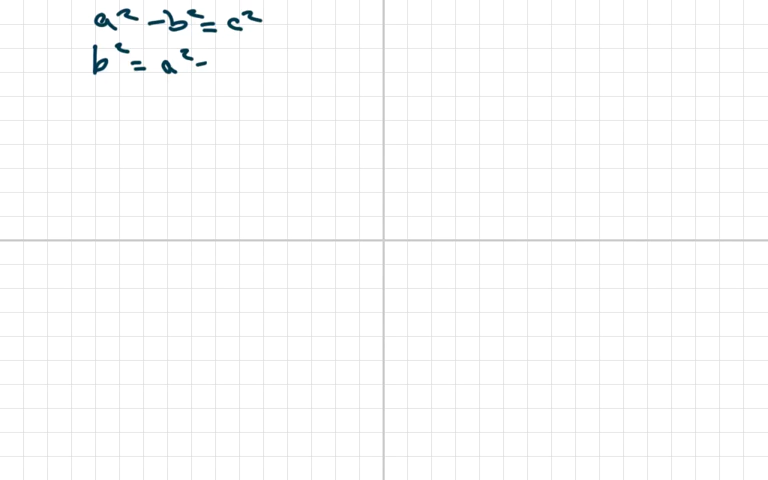 a² - b² = c²
b² = a² -